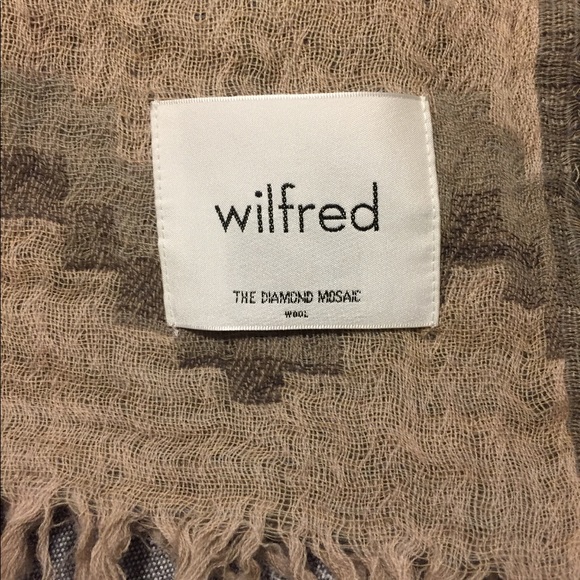 wilfred
THE DIAMOND MOSAIC
WOOL